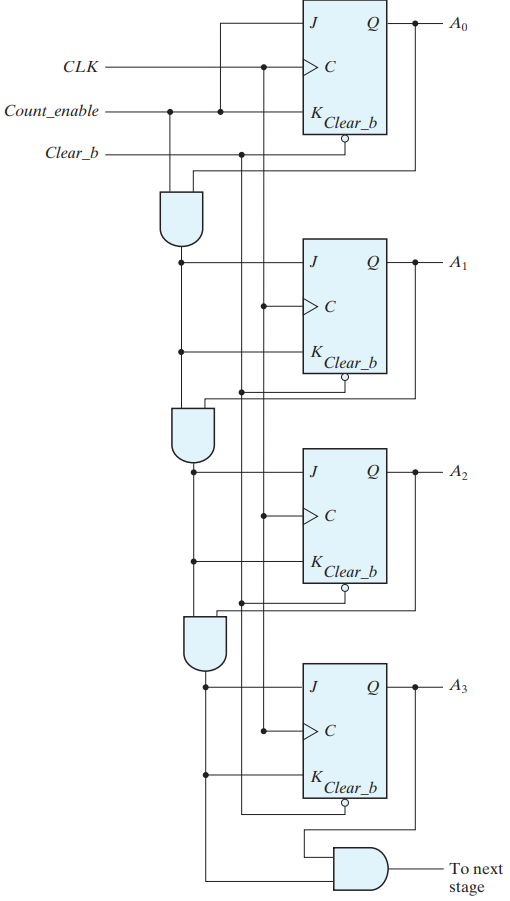 J Q A0
CLK C
Count_enable K
Clear_b
Clear_b
J Q A1
C
K
Clear_b
J Q A2
C
K
Clear_b
J Q A3
C
K
Clear_b
To next
stage